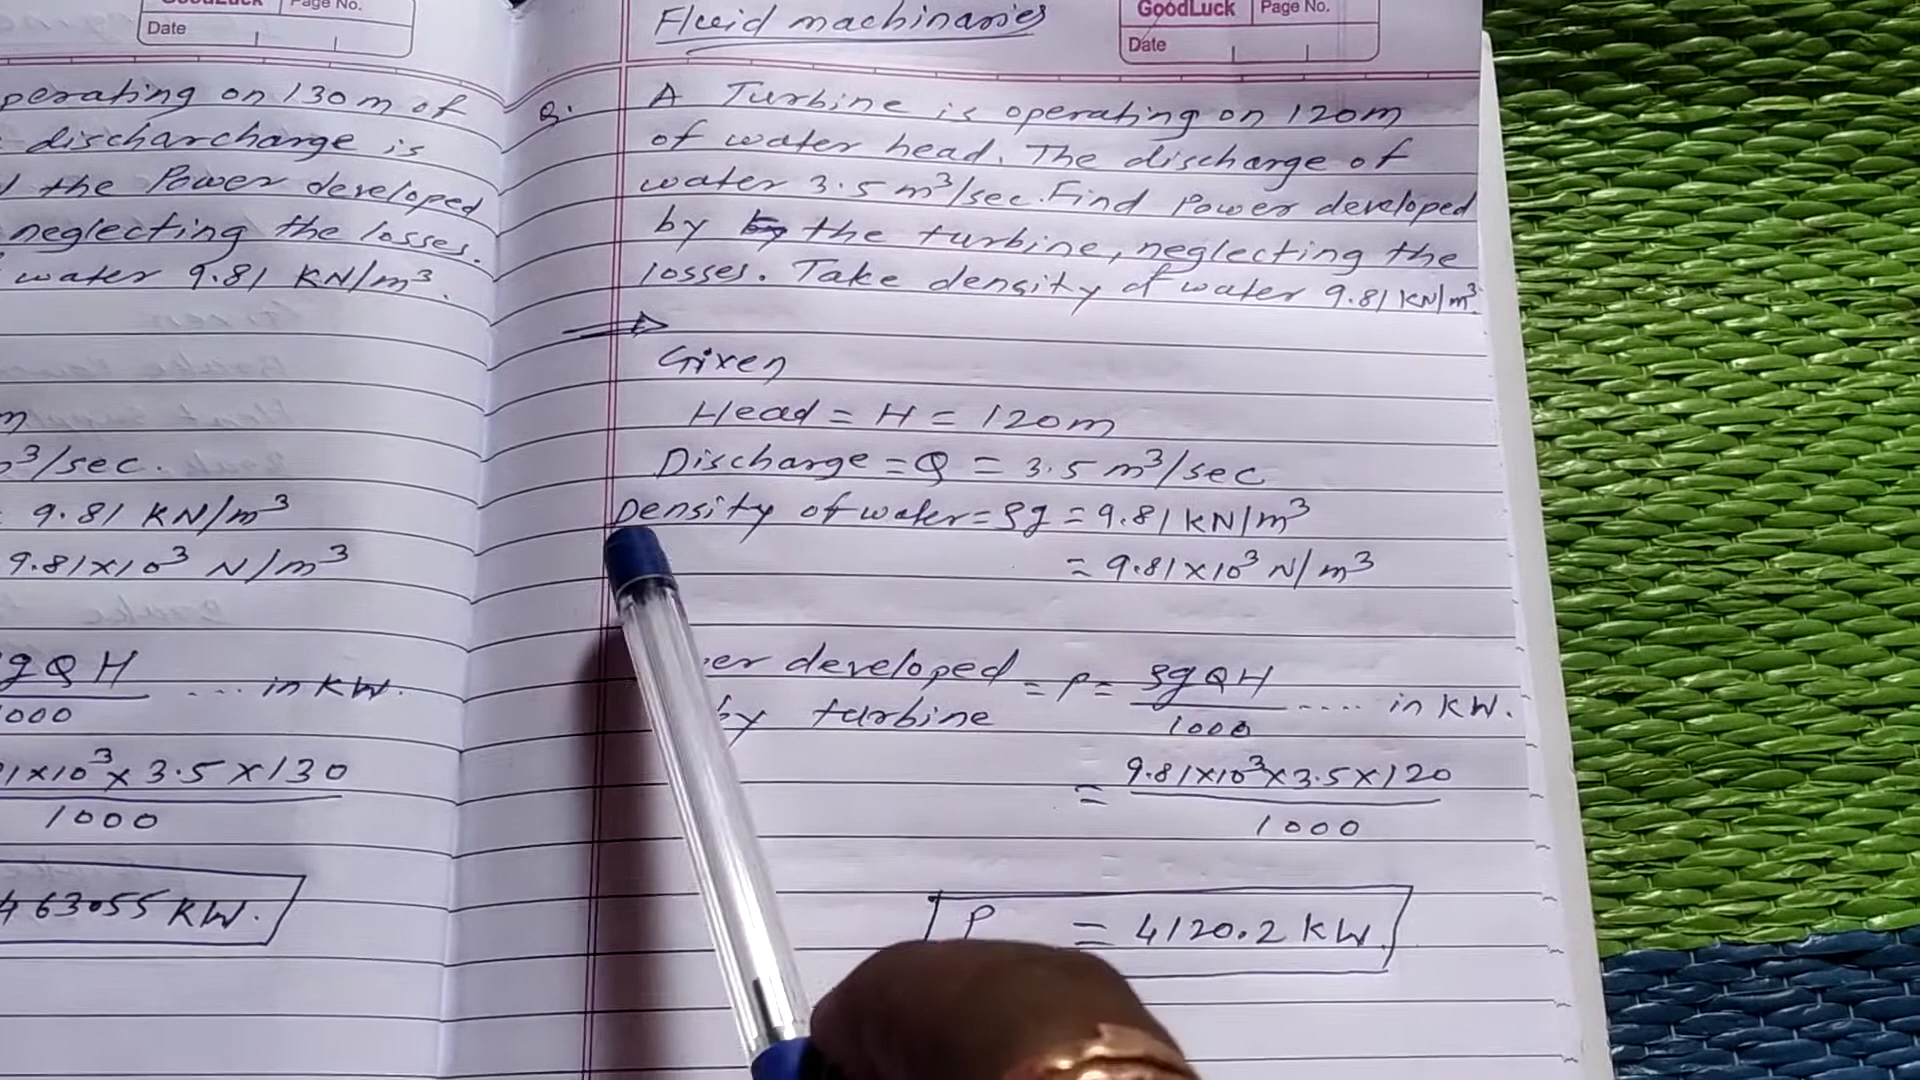 GoodLuck Page No.
Date
perating on 130m of
discharcharge is
the Power developed
neglecting the losses.
water 9.81 KN/m³.
m
m³/sec.
= 9.81 KN/m³
9.81×10³ N/m³
gQH
1000 .... in KW.
1×10³×3.5×130
1000
463055 KW.
Fluid machinaries
GoodLuck Page No.
Date
Q. A Turbine is operating on 120m
of water head. The discharge of
water 3.5 m³/sec. Find Power developed
by the turbine, neglecting the
losses. Take density of water 9.81 KN/m³.
Given
Head = H = 120m
Discharge = Q = 3.5 m³/sec
Density of water = ρg = 9.81 KN/m³
= 9.81×10³ N/m³
er developed = P = ρgQH
by turbine 1000 .... in KW.
= 9.81×10³×3.5×120
1000
P = 4120.2 KW.